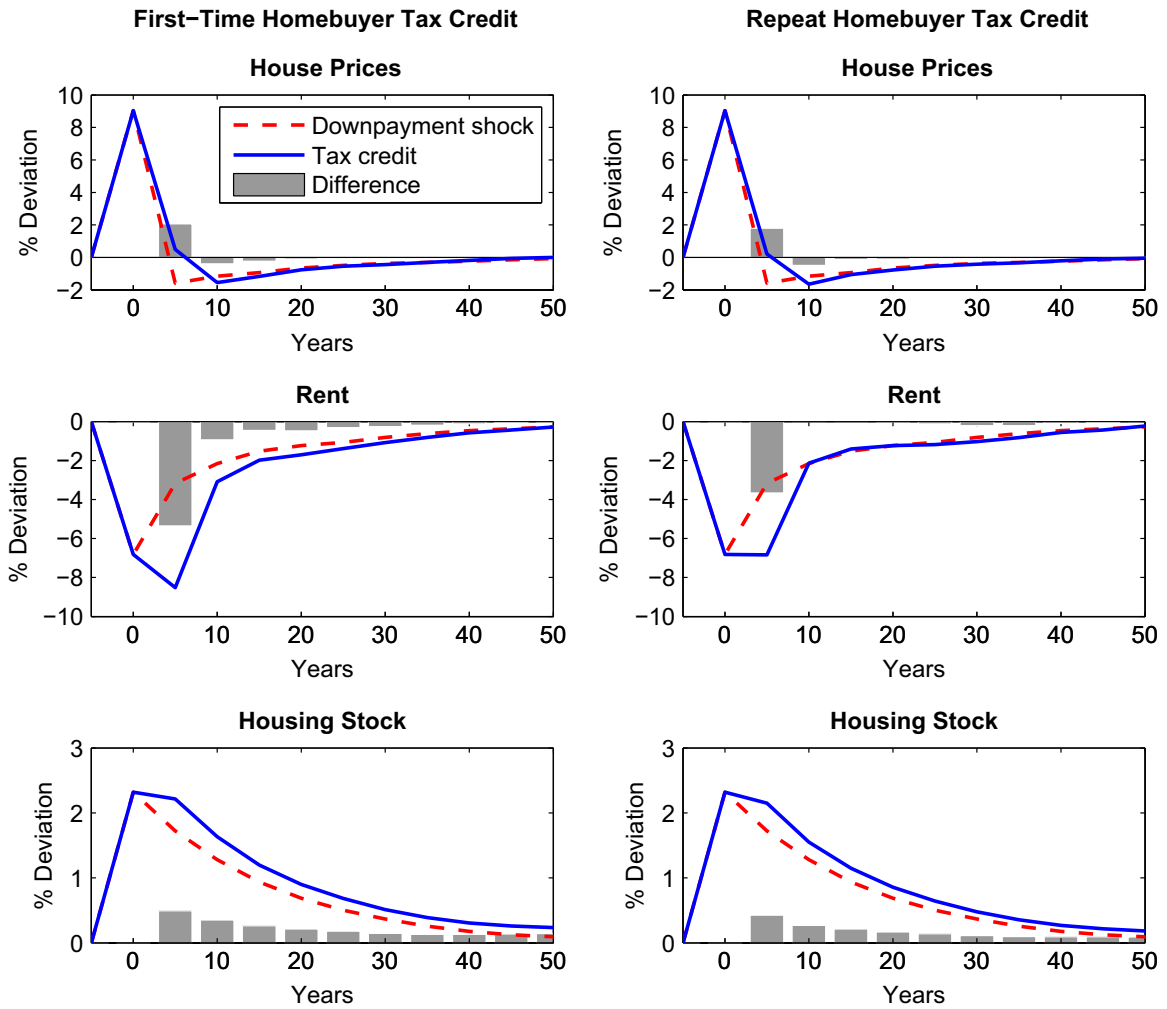 First−Time Homebuyer Tax Credit
Repeat Homebuyer Tax Credit
House Prices
10
8
6
4
2
0
−2
% Deviation
Downpayment shock
Tax credit
Difference
0 10 20 30 40 50
Years
House Prices
10
8
6
4
2
0
−2
% Deviation
0 10 20 30 40 50
Years
Rent
0
−2
−4
−6
−8
−10
% Deviation
0 10 20 30 40 50
Years
Rent
0
−2
−4
−6
−8
−10
% Deviation
0 10 20 30 40 50
Years
Housing Stock
3
2
1
0
% Deviation
0 10 20 30 40 50
Years
Housing Stock
3
2
1
0
% Deviation
0 10 20 30 40 50
Years